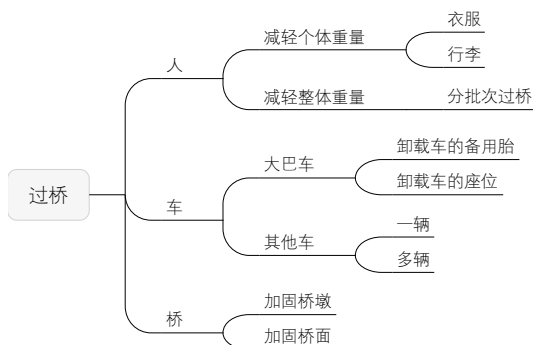 过桥
人
减轻个体重量
衣服
行李
减轻整体重量
分批次过桥
车
大巴车
卸载车的备用胎
卸载车的座位
其他车
一辆
多辆
桥
加固桥墩
加固桥面